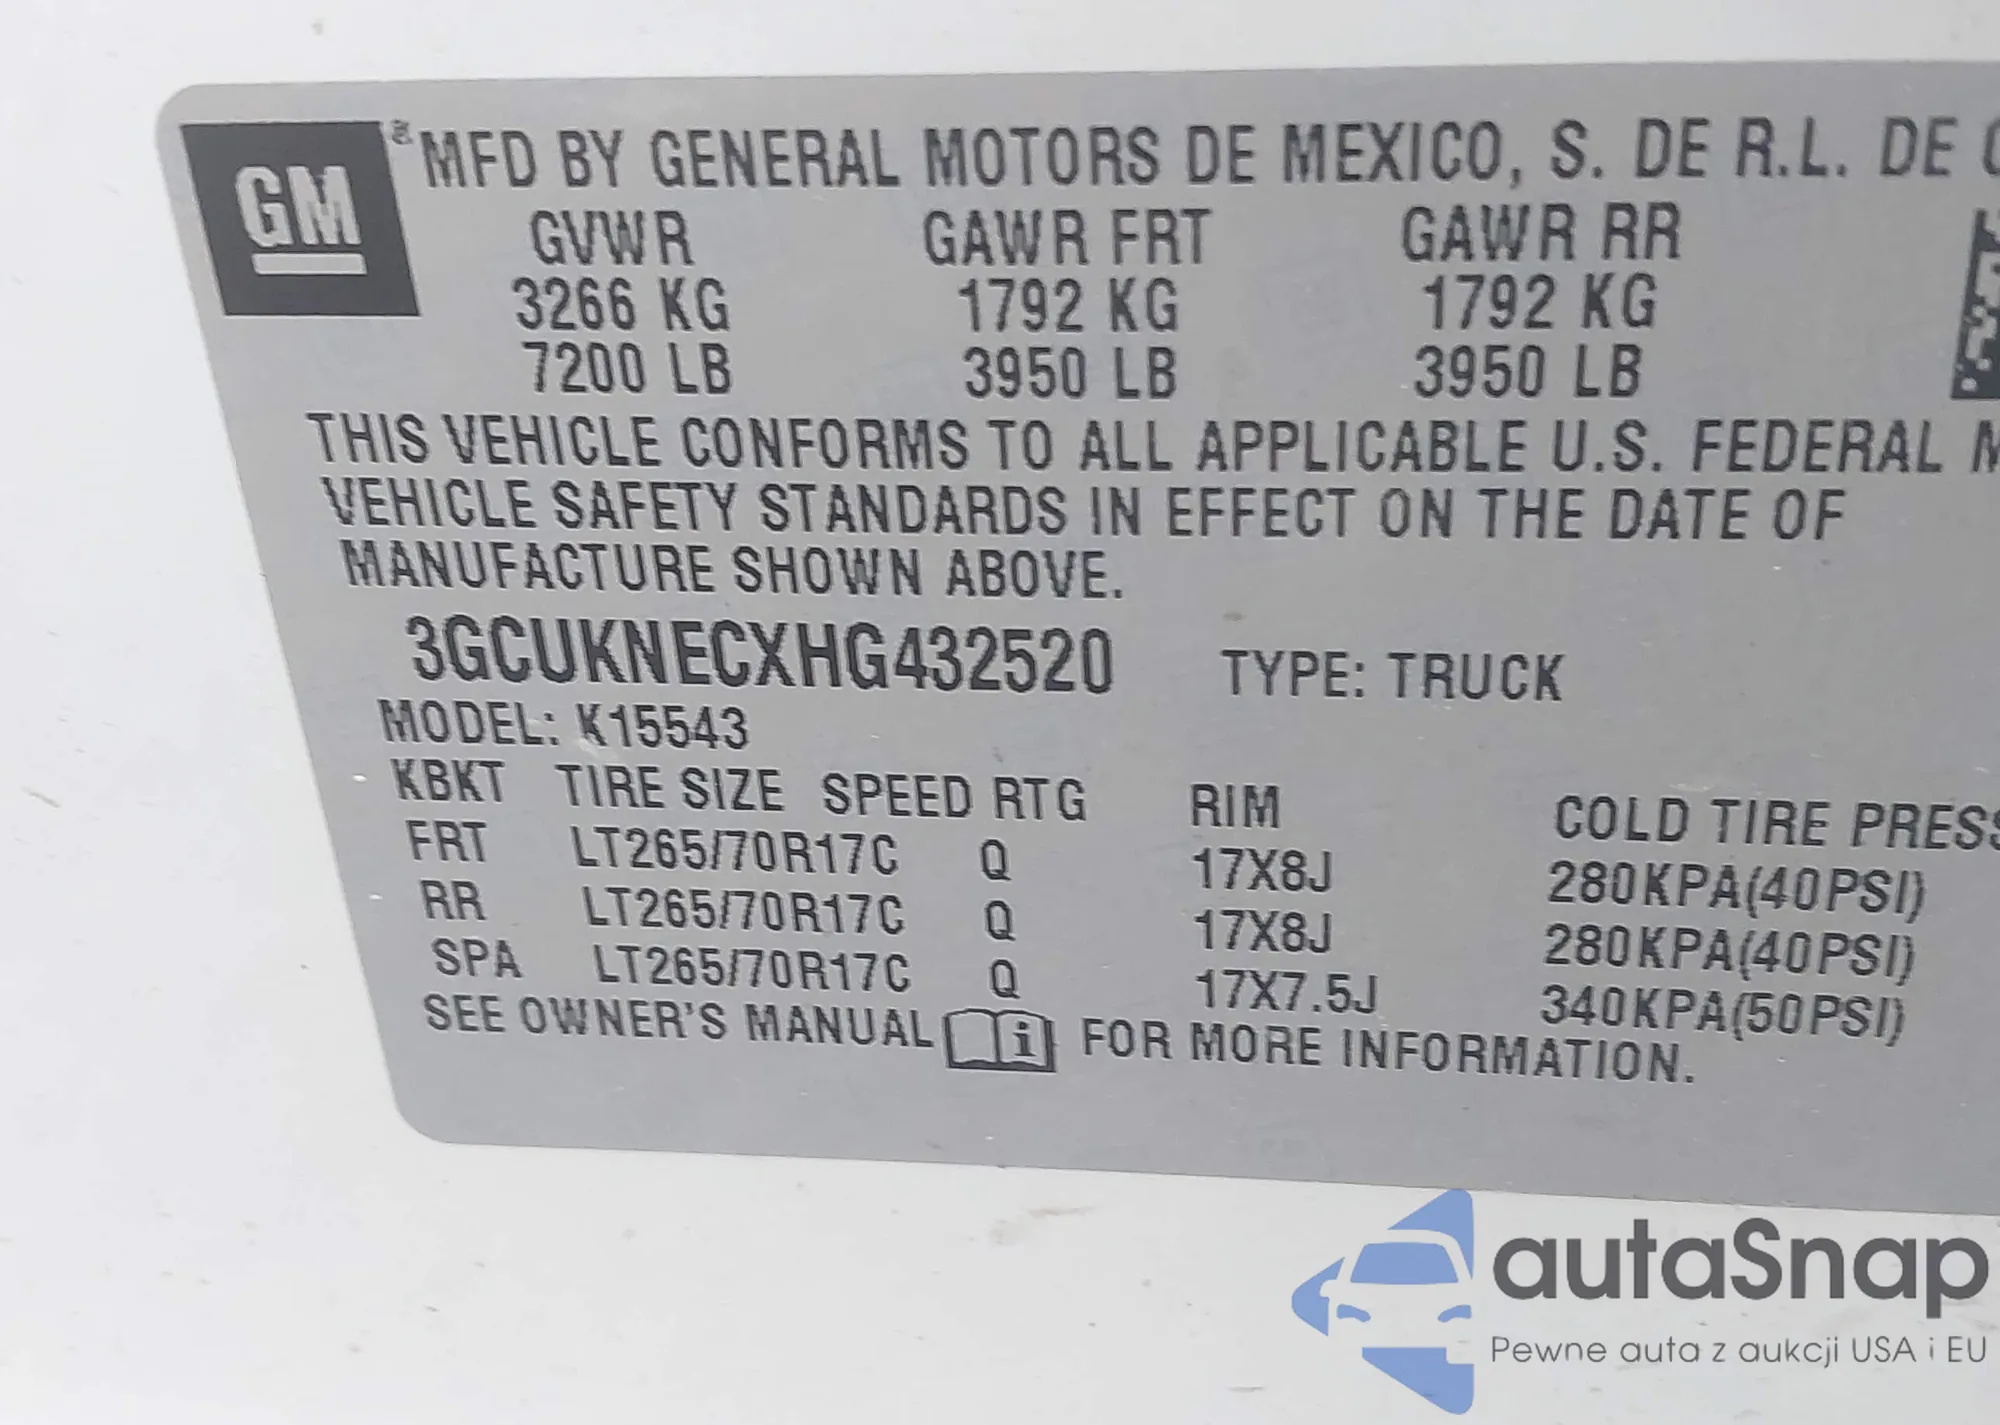 GM
® MFD BY GENERAL MOTORS DE MEXICO, S. DE R.L. DE
GVWR GAWR FRT GAWR RR
3266 KG 1792 KG 1792 KG
7200 LB 3950 LB 3950 LB
THIS VEHICLE CONFORMS TO ALL APPLICABLE U.S. FEDERAL
VEHICLE SAFETY STANDARDS IN EFFECT ON THE DATE OF
MANUFACTURE SHOWN ABOVE.
3GCUKNECXHG432520 TYPE: TRUCK
MODEL: K15543
KBKT TIRE SIZE SPEED RTG RIM COLD TIRE PRESS
FRT LT265/70R17C Q 17X8J 280KPA(40PSI)
RR LT265/70R17C Q 17X8J 280KPA(40PSI)
SPA LT265/70R17C Q 17X7.5J 340KPA(50PSI)
SEE OWNER'S MANUAL i FOR MORE INFORMATION.
autaSnap
Pewne auta z aukcji USA i EU